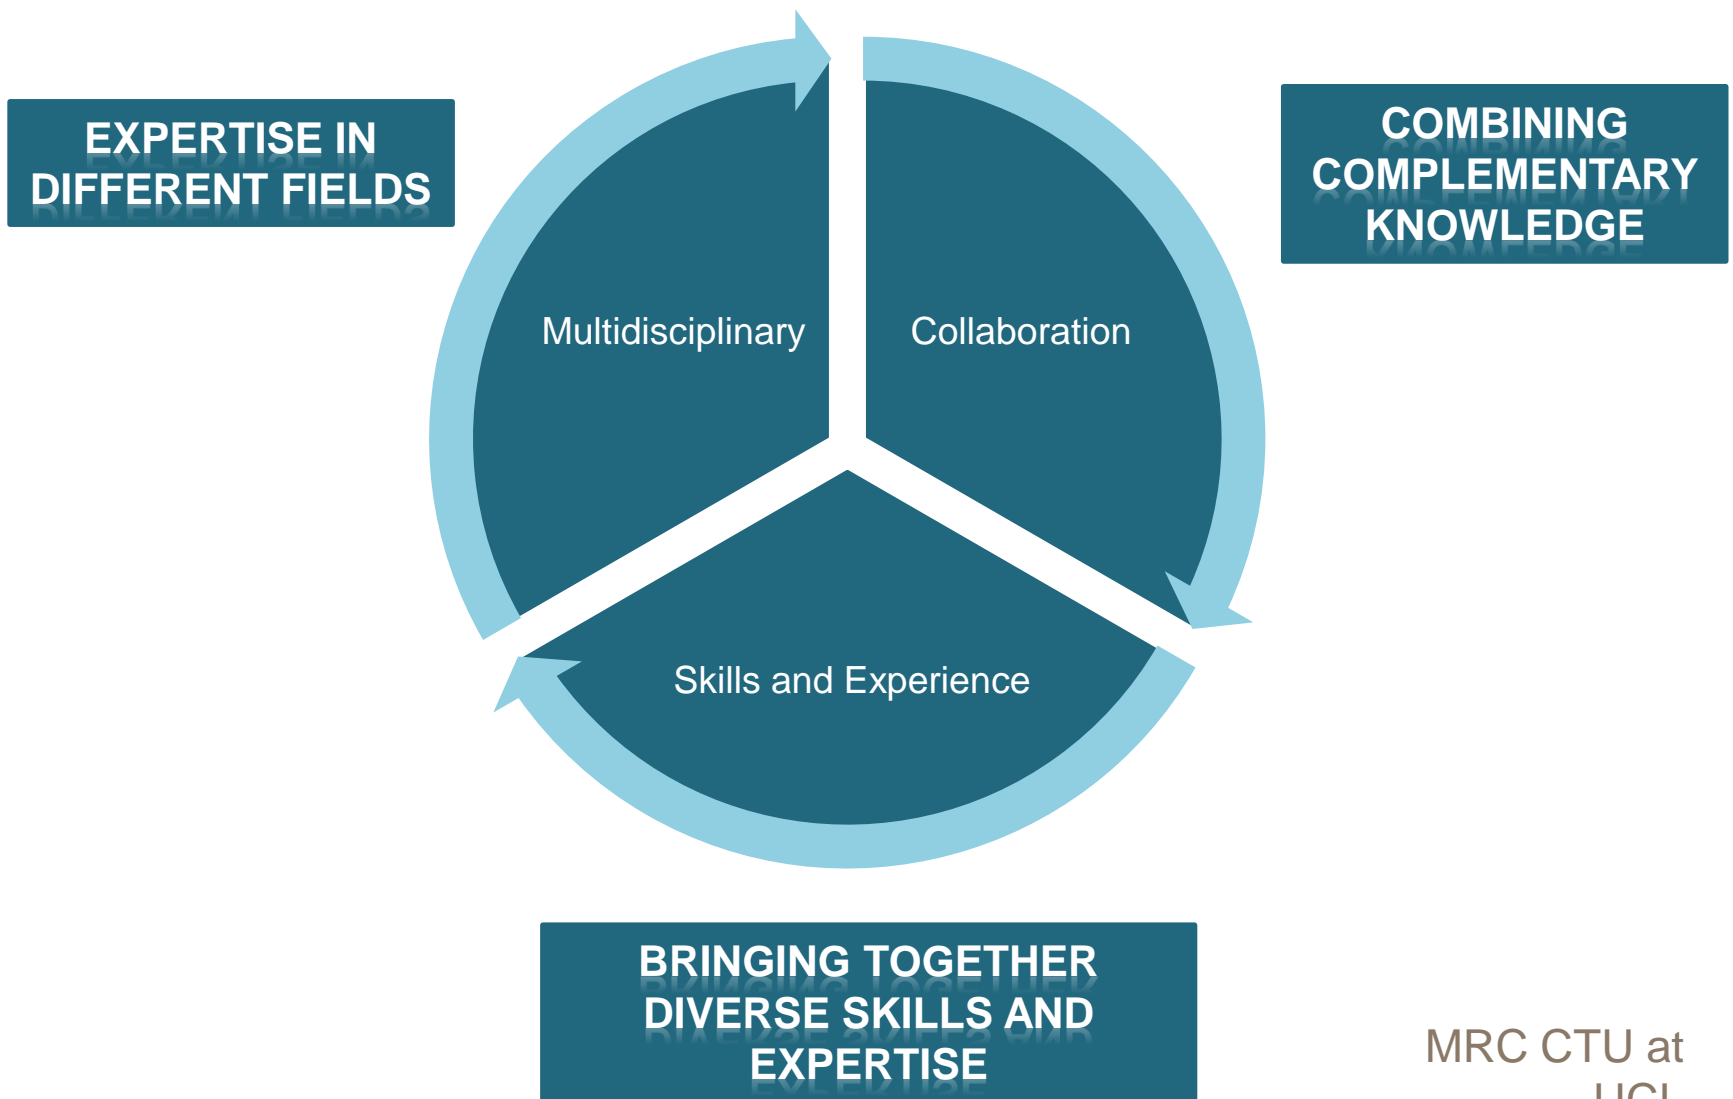 EXPERTISE IN
DIFFERENT FIELDS
COMBINING
COMPLEMENTARY
KNOWLEDGE
Multidisciplinary
Collaboration
Skills and Experience
BRINGING TOGETHER
DIVERSE SKILLS AND
EXPERTISE
MRC CTU at
UCL